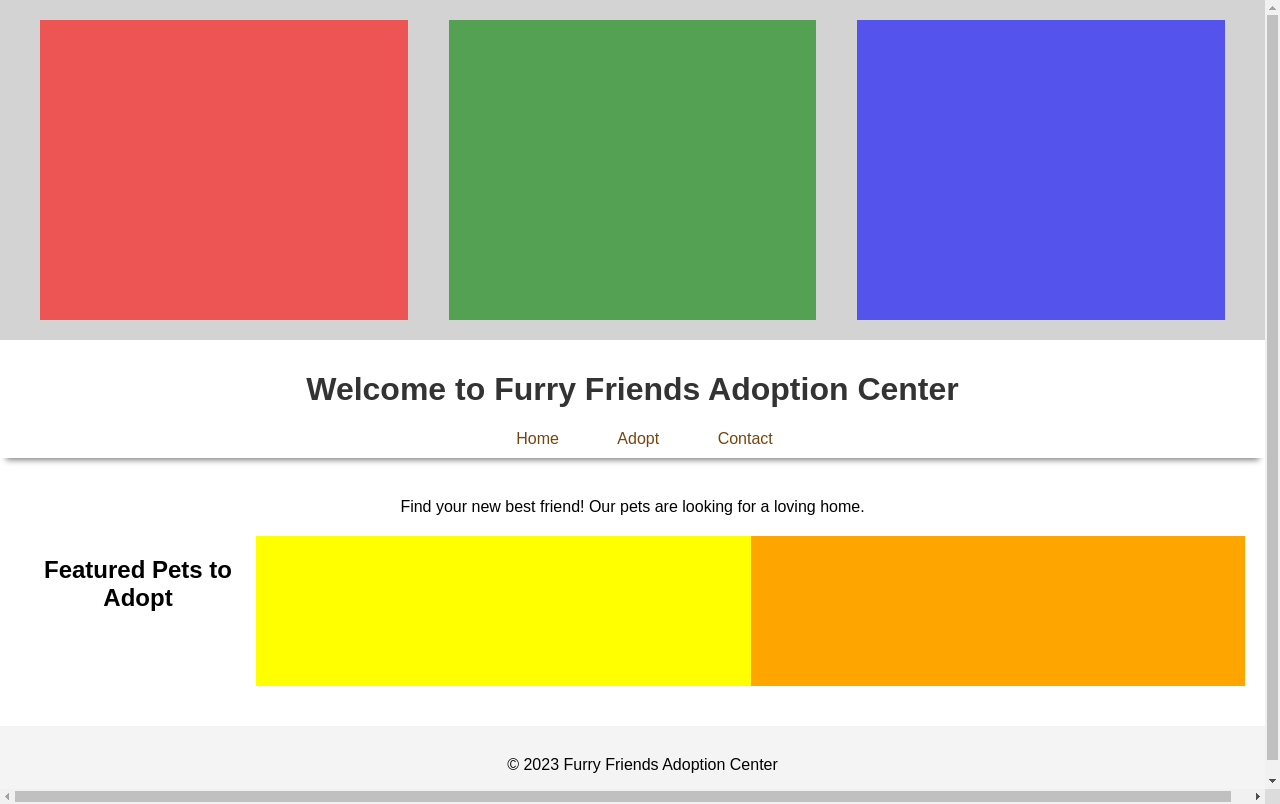 Welcome to Furry Friends Adoption Center
Home Adopt Contact
Find your new best friend! Our pets are looking for a loving home.
Featured Pets to
Adopt
© 2023 Furry Friends Adoption Center